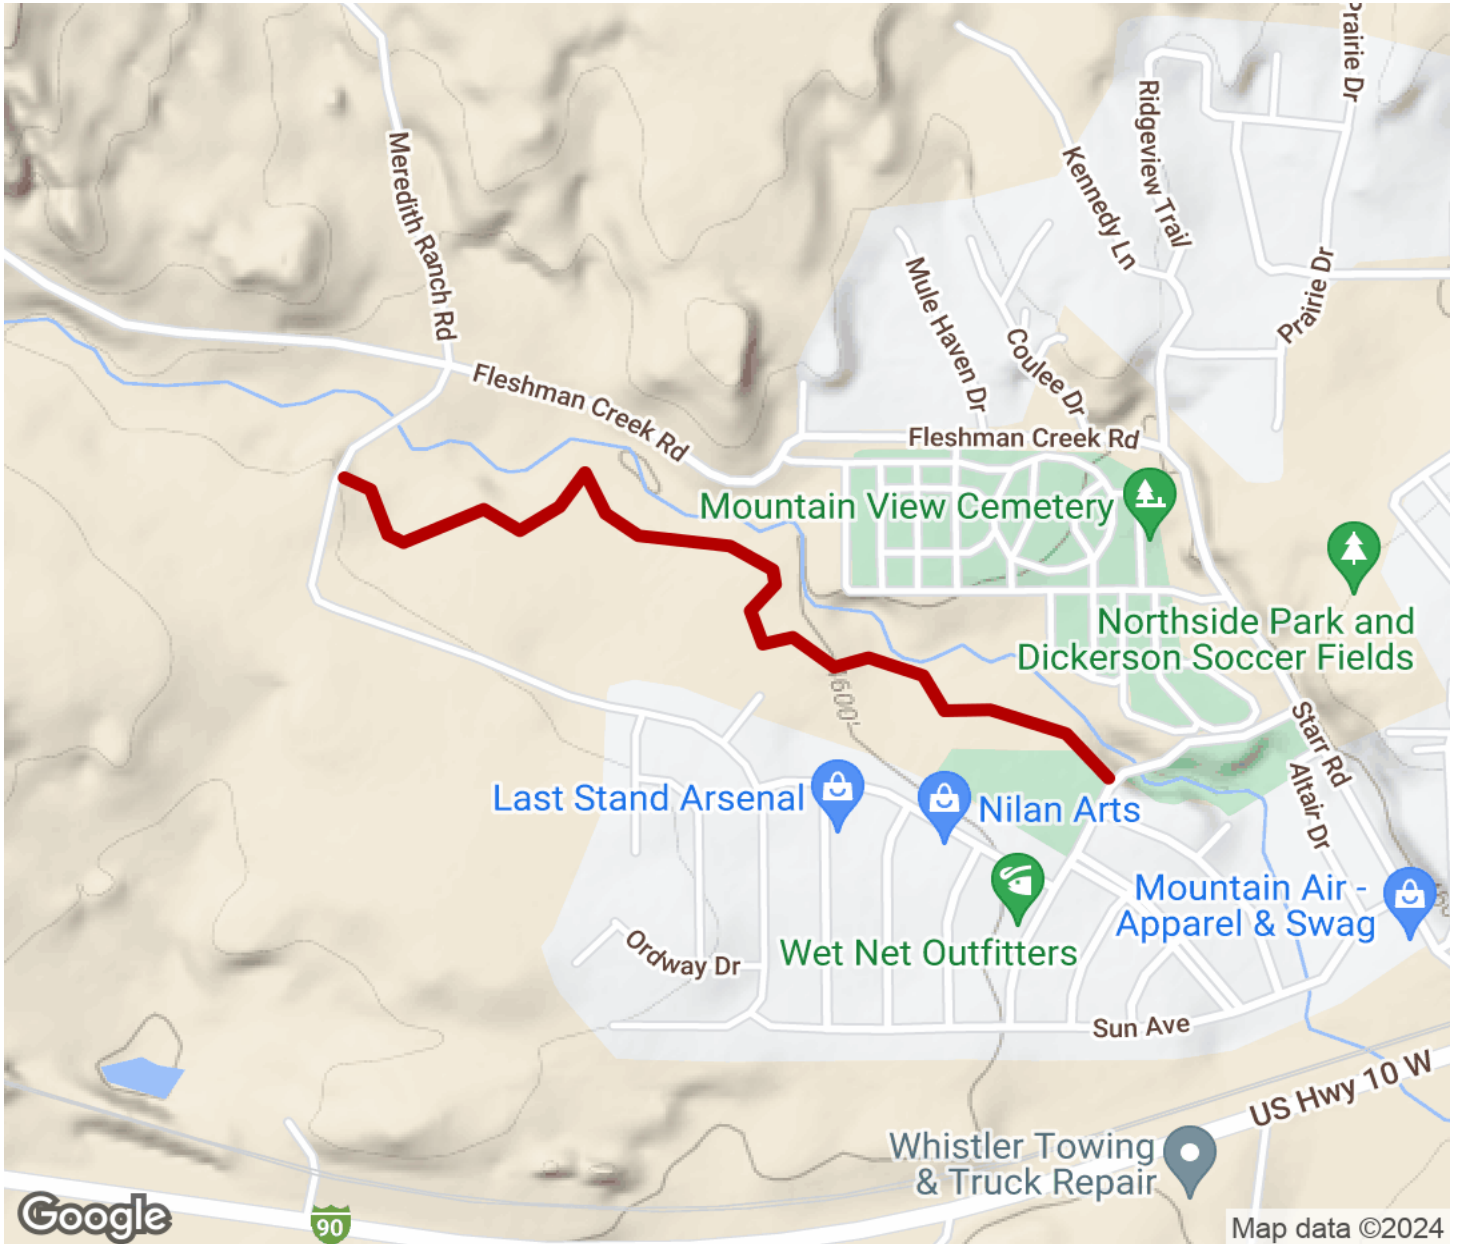 Prairie Dr
Ridgeview Trail
Kennedy Ln
Meredith Ranch Rd
Mule Haven Dr
Prairie Dr
Coulee Dr
Fleshman Creek Rd
Fleshman Creek Rd
Mountain View Cemetery
Northside Park and
Dickerson Soccer Fields
4600'
Starr Rd
Altair Dr
Last Stand Arsenal
Nilan Arts
Mountain Air -
Apparel & Swag
Wet Net Outfitters
Ordway Dr
Sun Ave
US Hwy 10 W
Whistler Towing
& Truck Repair
Google
90
Map data ©2024